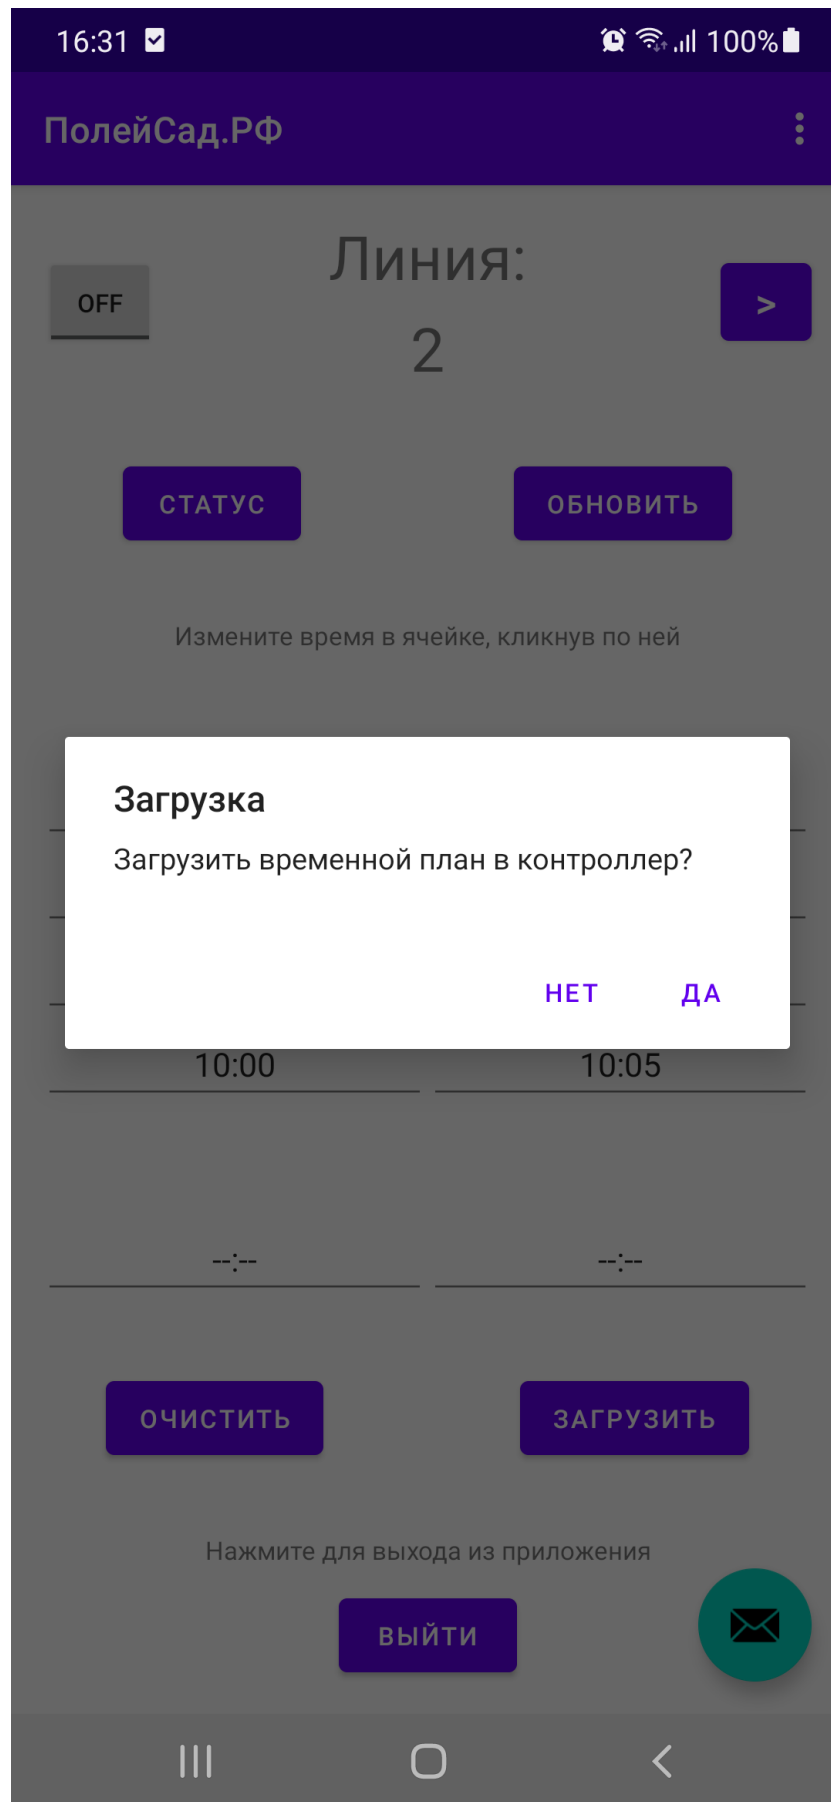 16:31 100%
ПолейСад.РФ
Линия:
OFF >
2
СТАТУС ОБНОВИТЬ
Измените время в ячейке, кликнув по ней
Загрузка
Загрузить временной план в контроллер?
НЕТ ДА
10:00 10:05
--:-- --:--
ОЧИСТИТЬ ЗАГРУЗИТЬ
Нажмите для выхода из приложения
ВЫЙТИ